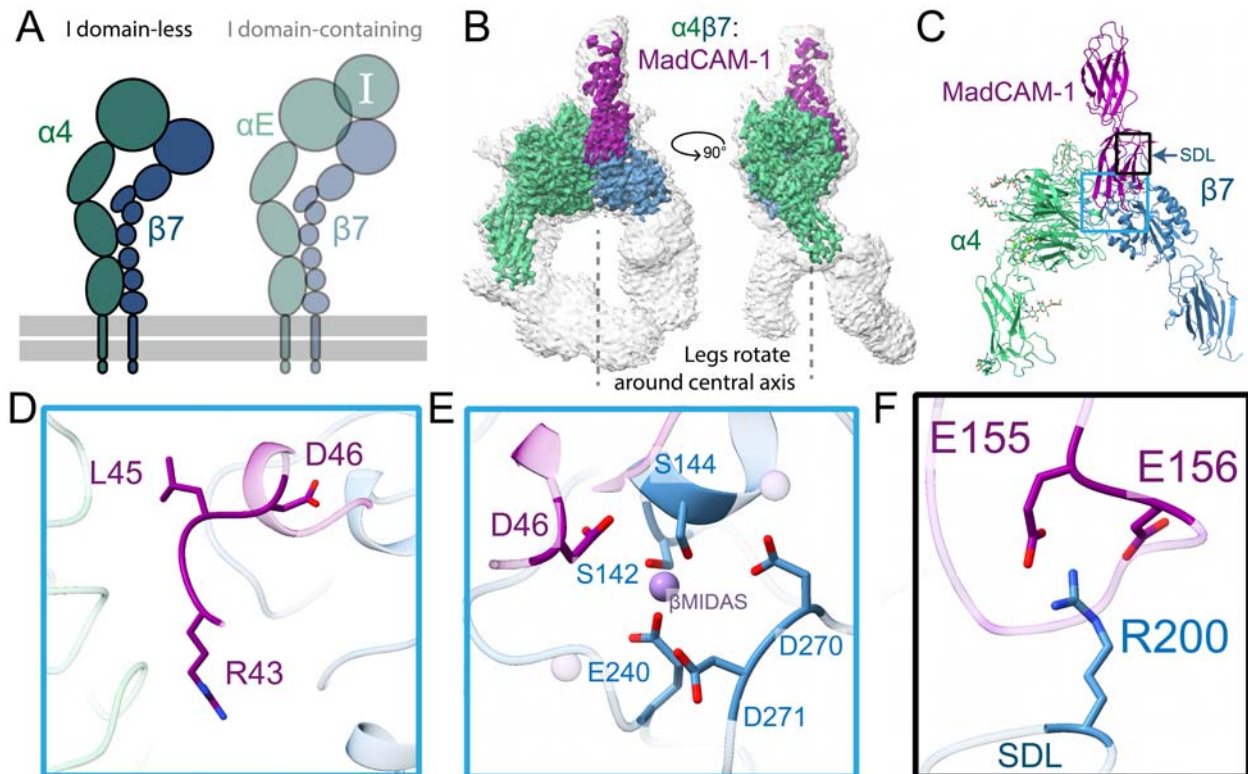 A
I domain-less
I domain-containing
α4
β7
αE
I
β7
B
α4β7:
MadCAM-1
90°
Legs rotate
around central axis
C
MadCAM-1
SDL
β7
α4
D
L45
D46
R43
E
S144
D46
S142
βMIDAS
E240
D270
D271
F
E155
E156
R200
SDL